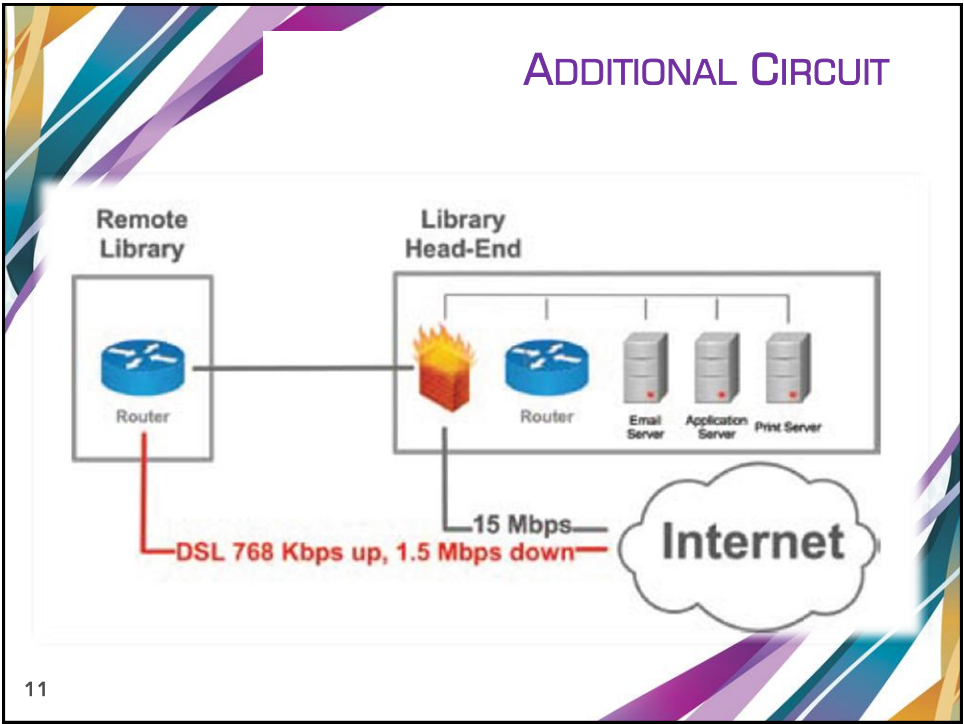 ADDITIONAL CIRCUIT
Remote
Library
Library
Head-End
Router
Router
Email
Server
Application
Server
Print Server
15 Mbps
DSL 768 Kbps up, 1.5 Mbps down
Internet
11